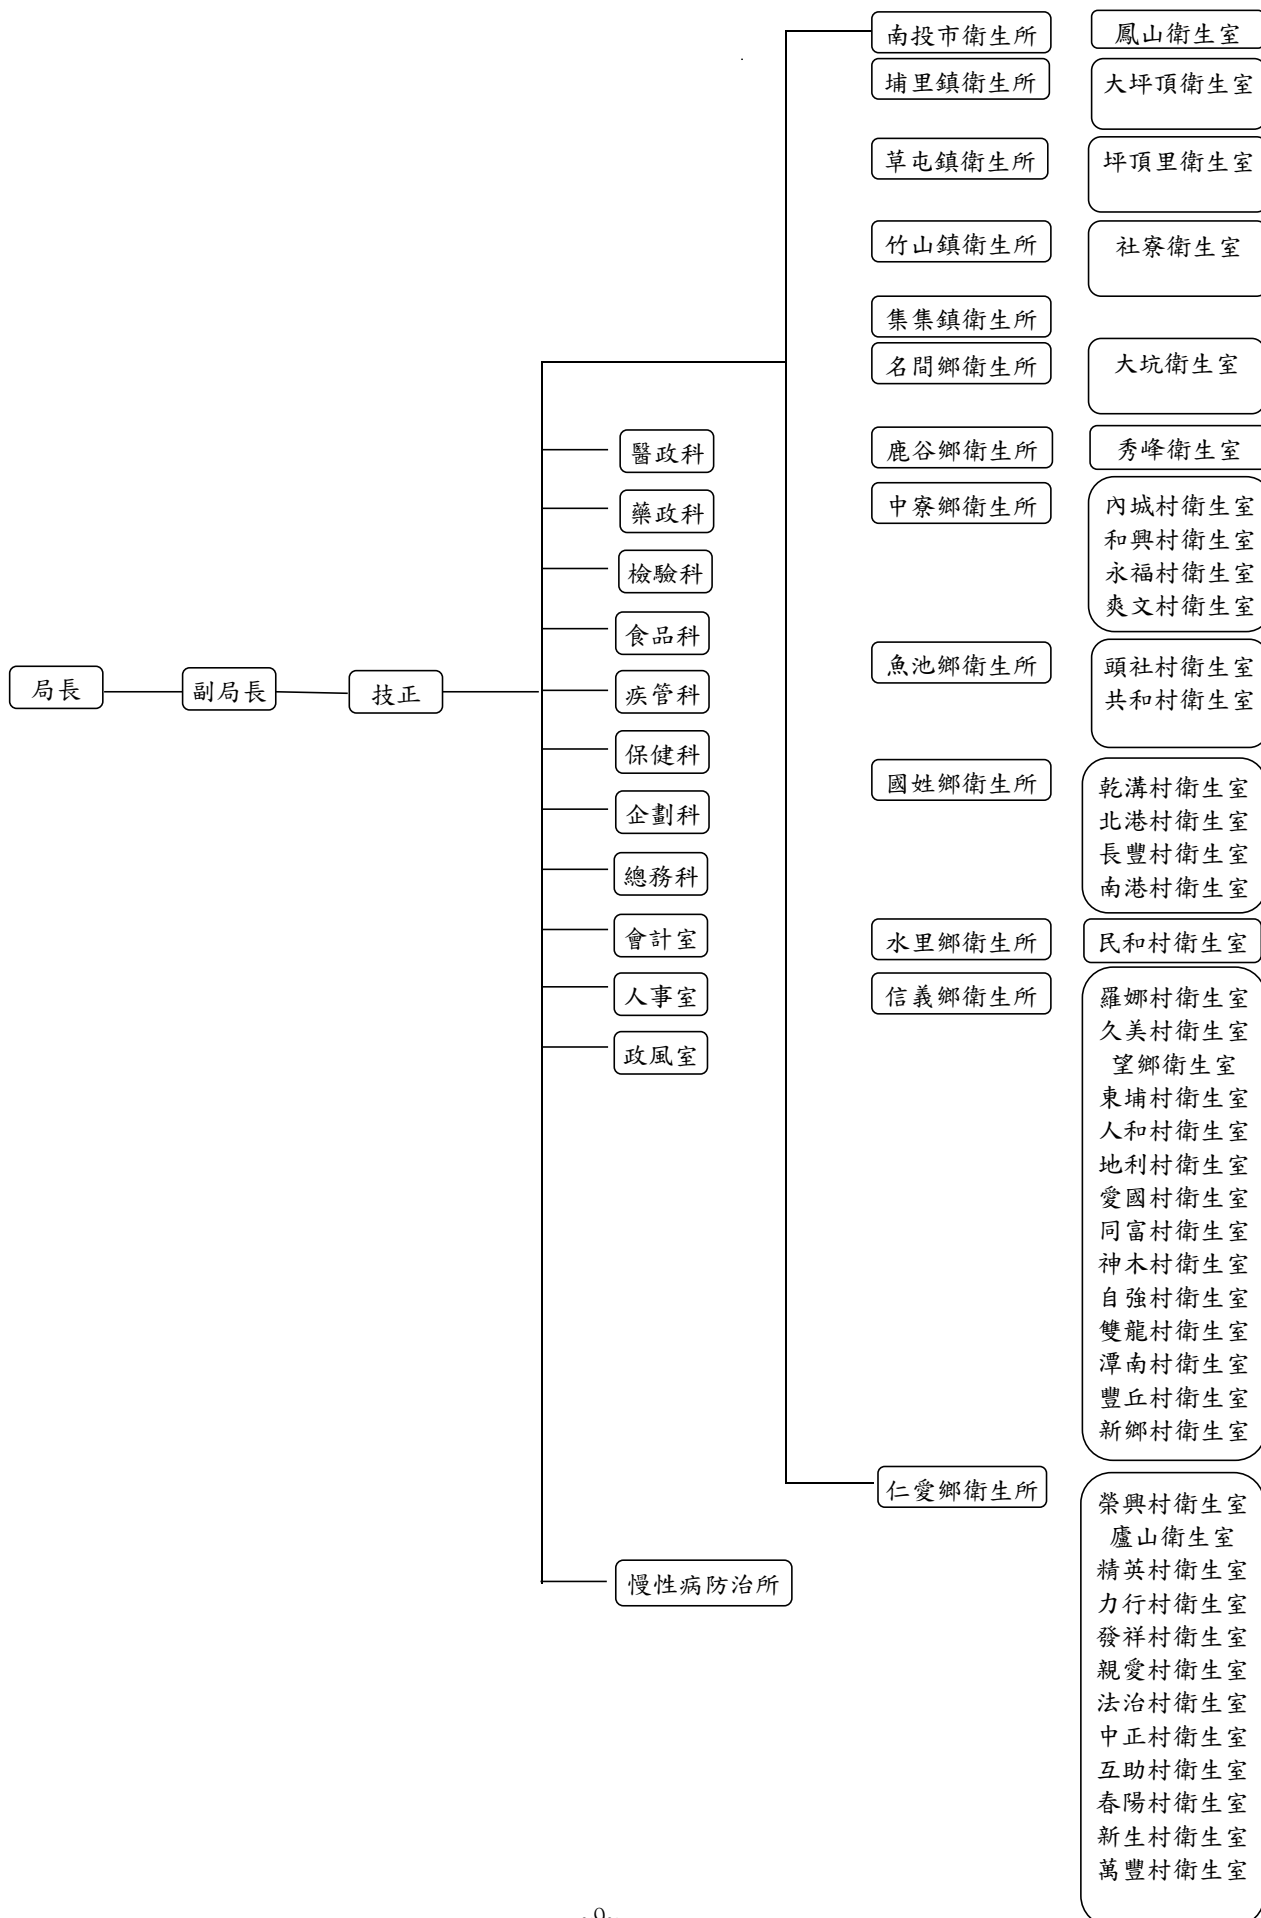 局長
副局長
技正
醫政科
藥政科
檢驗科
食品科
疾管科
保健科
企劃科
總務科
會計室
人事室
政風室
慢性病防治所
南投市衛生所
鳳山衛生室
埔里鎮衛生所
大坪頂衛生室
草屯鎮衛生所
坪頂里衛生室
竹山鎮衛生所
社寮衛生室
集集鎮衛生所
名間鄉衛生所
大坑衛生室
鹿谷鄉衛生所
秀峰衛生室
中寮鄉衛生所
內城村衛生室
和興村衛生室
永福村衛生室
爽文村衛生室
魚池鄉衛生所
頭社村衛生室
共和村衛生室
國姓鄉衛生所
乾溝村衛生室
北港村衛生室
長豐村衛生室
南港村衛生室
水里鄉衛生所
民和村衛生室
信義鄉衛生所
羅娜村衛生室
久美村衛生室
望鄉衛生室
東埔村衛生室
人和村衛生室
地利村衛生室
愛國村衛生室
同富村衛生室
神木村衛生室
自強村衛生室
雙龍村衛生室
潭南村衛生室
豐丘村衛生室
新鄉村衛生室
仁愛鄉衛生所
榮興村衛生室
廬山衛生室
精英村衛生室
力行村衛生室
發祥村衛生室
親愛村衛生室
法治村衛生室
中正村衛生室
互助村衛生室
春陽村衛生室
新生村衛生室
萬豐村衛生室